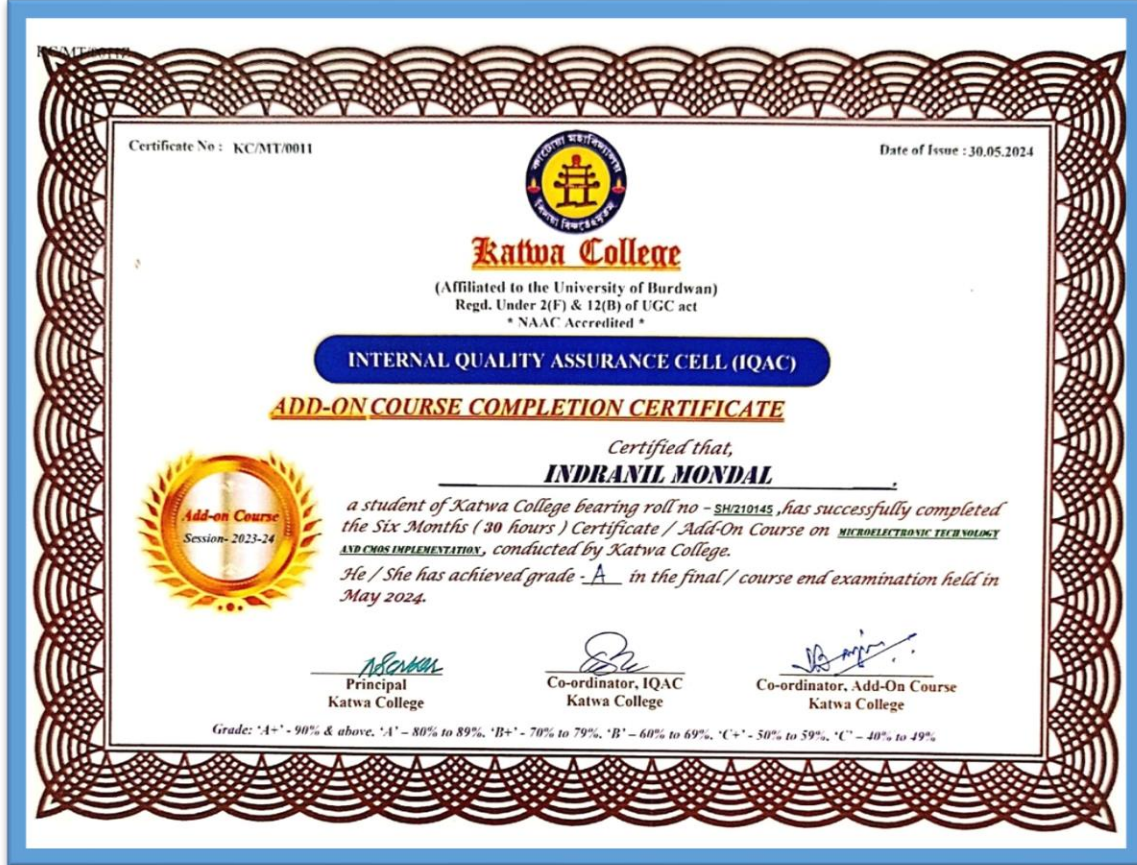 Certificate No : KC/MT/0011
Date of Issue : 30.05.2024
কাটোয়া মহাবিদ্যালয়
Katwa College
(Affiliated to the University of Burdwan)
Regd. Under 2(F) & 12(B) of UGC act
* NAAC Accredited *
INTERNAL QUALITY ASSURANCE CELL (IQAC)
ADD-ON COURSE COMPLETION CERTIFICATE
Certified that,
INDRANIL MONDAL
Add-on Course
Session- 2023-24
a student of Katwa College bearing roll no - SH/210145 ,has successfully completed
the Six Months ( 30 hours ) Certificate / Add-On Course on MICROELECTRONIC TECHNOLOGY
AND CMOS IMPLEMENTATION , conducted by Katwa College.
He / She has achieved grade - A in the final / course end examination held in
May 2024.
Principal
Katwa College
Co-ordinator, IQAC
Katwa College
Co-ordinator, Add-On Course
Katwa College
Grade: 'A+' - 90% & above. 'A' – 80% to 89%. 'B+' - 70% to 79%. 'B' – 60% to 69%. 'C+' - 50% to 59%. 'C' – 40% to 49%